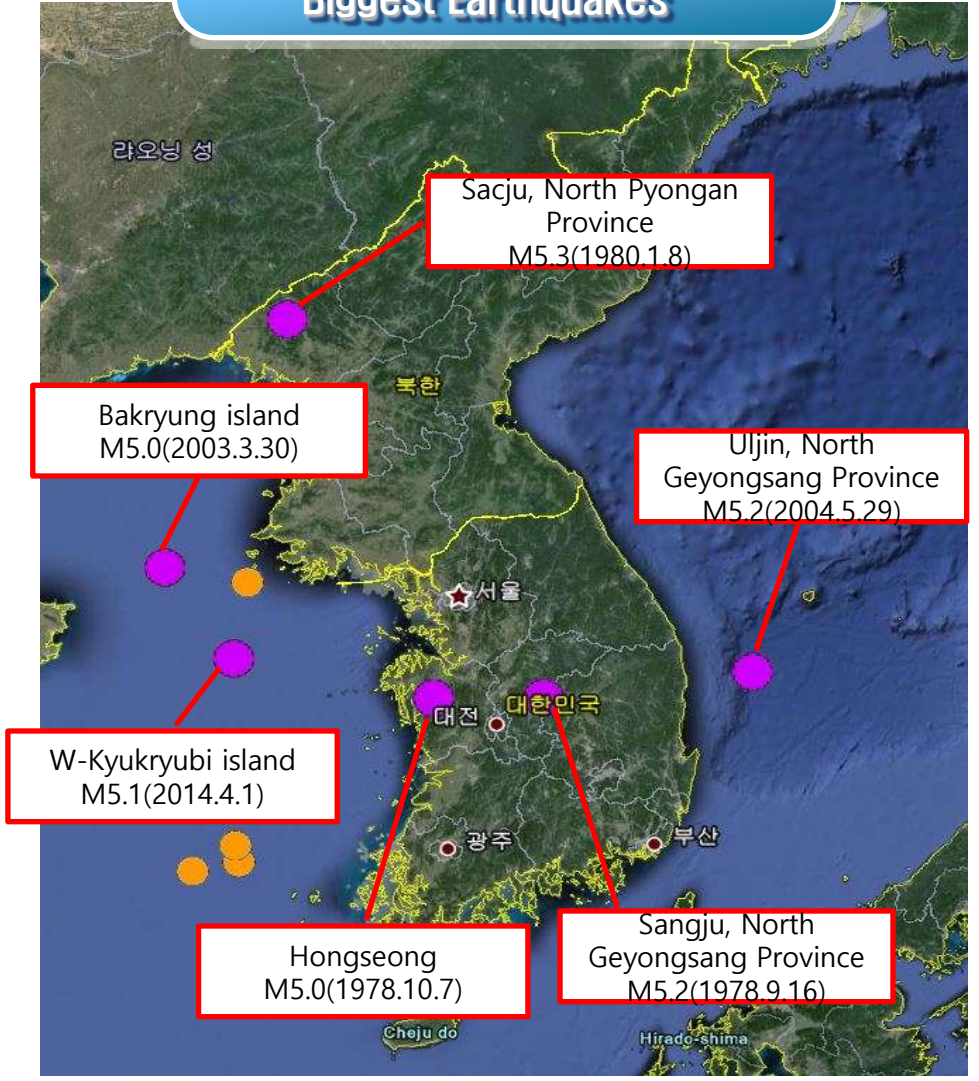 Biggest Earthquakes
랴오닝 성
Sacju, North Pyongan
Province
M5.3(1980.1.8)
북한
Bakryung island
M5.0(2003.3.30)
Uljin, North
Geyongsang Province
M5.2(2004.5.29)
서울
대전
대한민국
W-Kyukryubi island
M5.1(2014.4.1)
광주
부산
Hongseong
M5.0(1978.10.7)
Sangju, North
Geyongsang Province
M5.2(1978.9.16)
Cheju do
Hirado-shima